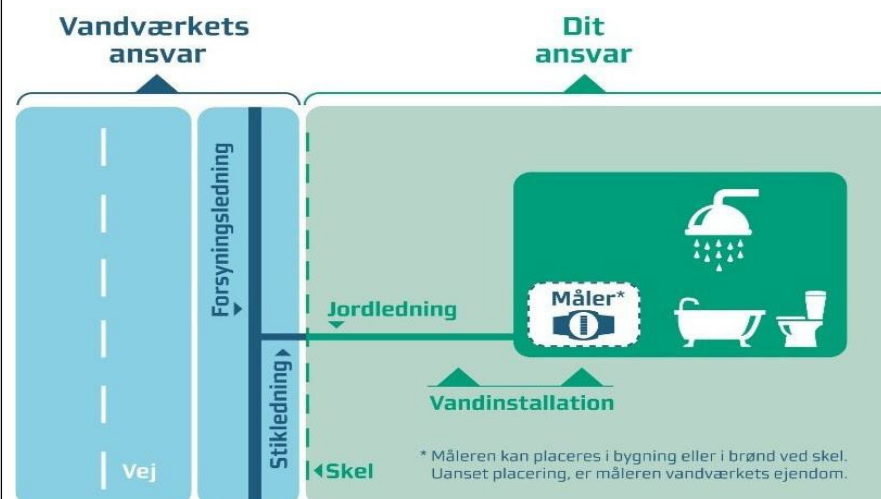 Vandværkets
ansvar
Dit
ansvar
Forsyningsledning
Stikledning
Jordledning
Måler*
Vandinstallation
Vej
Skel
* Måleren kan placeres i bygning eller i brønd ved skel.
Uanset placering, er måleren vandværkets ejendom.